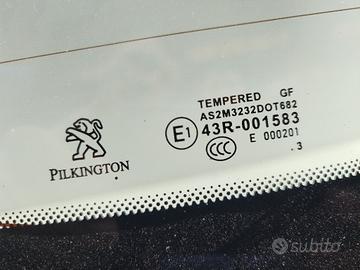 PILKINGTON
TEMPERED GF
AS2M3232DOT682
E1 43R-001583
CCC E 000201
. 3
subito